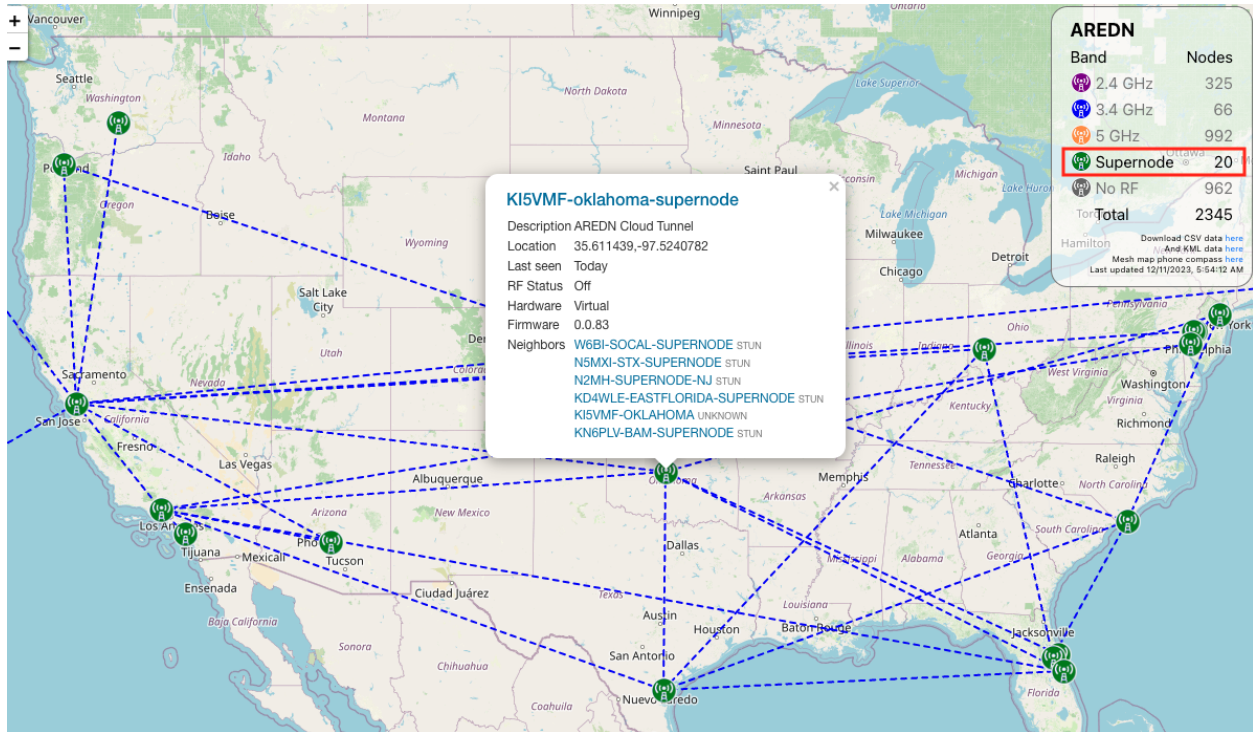 +
−
Vancouver
Winnipeg
Ontario
Seattle
Washington
North Dakota
Lake Superior
Montana
Minnesota
Idaho
Oregon
Boise
Wyoming
Saint Paul
Michigan
Lake Huron
Lake Michigan
Milwaukee
Chicago
Detroit
Hamilton
Ottawa
Salt Lake
City
Utah
Nevada
Sacramento
San Jose
California
Fresno
Las Vegas
Albuquerque
Arizona
New Mexico
Tucson
Tijuana
Mexicali
Ensenada
Baja California
Sonora
Chihuahua
Coahuila
Ciudad Juárez
Texas
Dallas
Austin
Houston
San Antonio
Arkansas
Memphis
Tennessee
Mississippi
Alabama
Georgia
Atlanta
Louisiana
Baton Rouge
Jacksonville
Florida
South Carolina
Charlotte
North Carolina
Raleigh
Richmond
Virginia
Washington
West Virginia
Kentucky
Ohio
Indiana
Pennsylvania
AREDN
Band Nodes
2.4 GHz 325
3.4 GHz 66
5 GHz 992
Supernode 20
No RF 962
Total 2345
Download CSV data here
And KML data here
Mesh map phone compass here
Last updated 12/11/2023, 5:54:12 AM
×
KI5VMF-oklahoma-supernode
Description AREDN Cloud Tunnel
Location 35.611439,-97.5240782
Last seen Today
RF Status Off
Hardware Virtual
Firmware 0.0.83
Neighbors W6BI-SOCAL-SUPERNODE STUN
N5MXI-STX-SUPERNODE STUN
N2MH-SUPERNODE-NJ STUN
KD4WLE-EASTFLORIDA-SUPERNODE STUN
KI5VMF-OKLAHOMA UNKNOWN
KN6PLV-BAM-SUPERNODE STUN